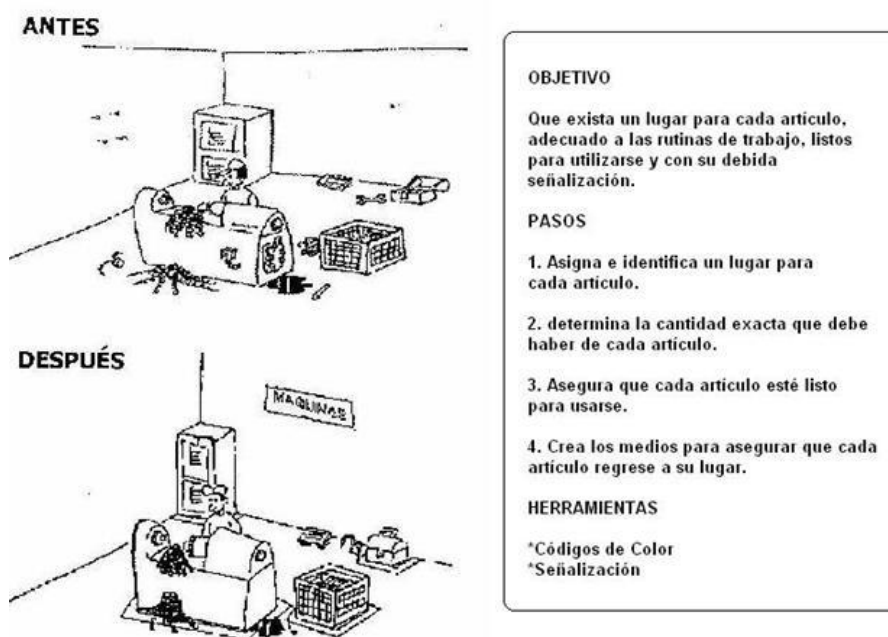 ANTES
DESPUÉS
MAQUINAS
OBJETIVO
Que exista un lugar para cada artículo,
adecuado a las rutinas de trabajo, listos
para utilizarse y con su debida
señalización.
PASOS
1. Asigna e identifica un lugar para
cada artículo.
2. determina la cantidad exacta que debe
haber de cada artículo.
3. Asegura que cada artículo esté listo
para usarse.
4. Crea los medios para asegurar que cada
artículo regrese a su lugar.
HERRAMIENTAS
*Códigos de Color
*Señalización